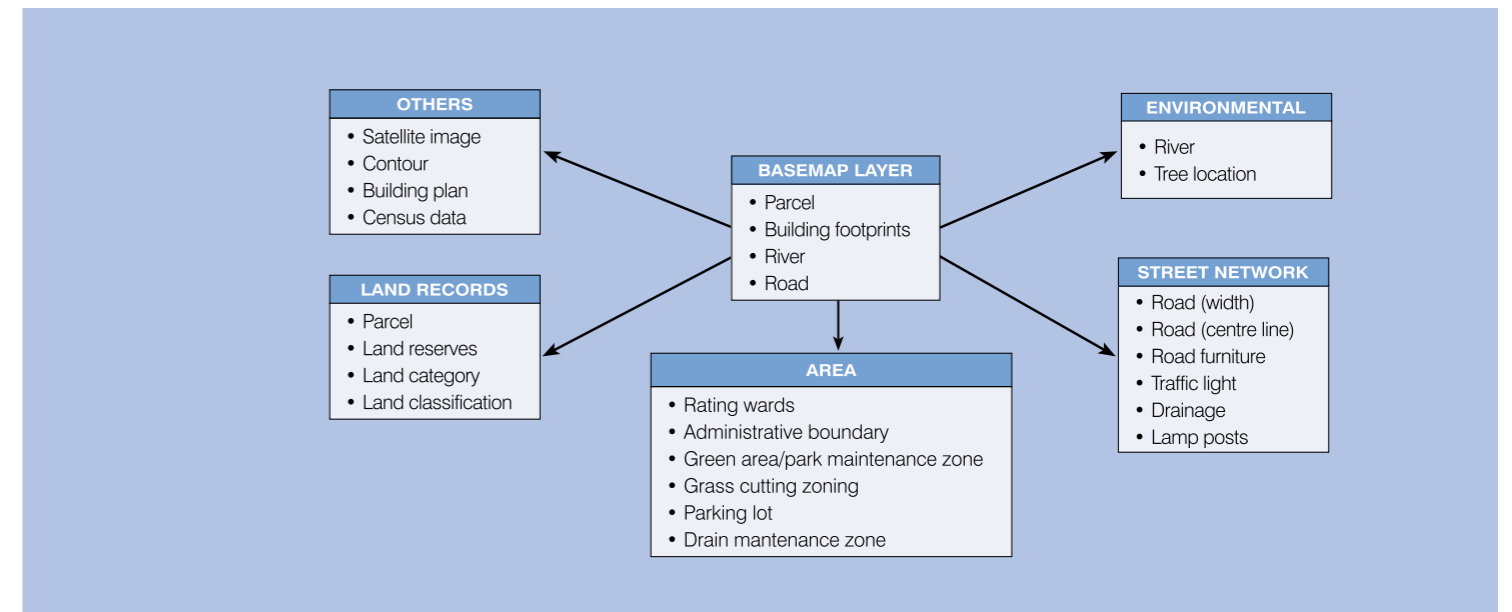 OTHERS
• Satellite image
• Contour
• Building plan
• Census data
LAND RECORDS
• Parcel
• Land reserves
• Land category
• Land classification
BASEMAP LAYER
• Parcel
• Building footprints
• River
• Road
AREA
• Rating wards
• Administrative boundary
• Green area/park maintenance zone
• Grass cutting zoning
• Parking lot
• Drain mantenance zone
ENVIRONMENTAL
• River
• Tree location
STREET NETWORK
• Road (width)
• Road (centre line)
• Road furniture
• Traffic light
• Drainage
• Lamp posts